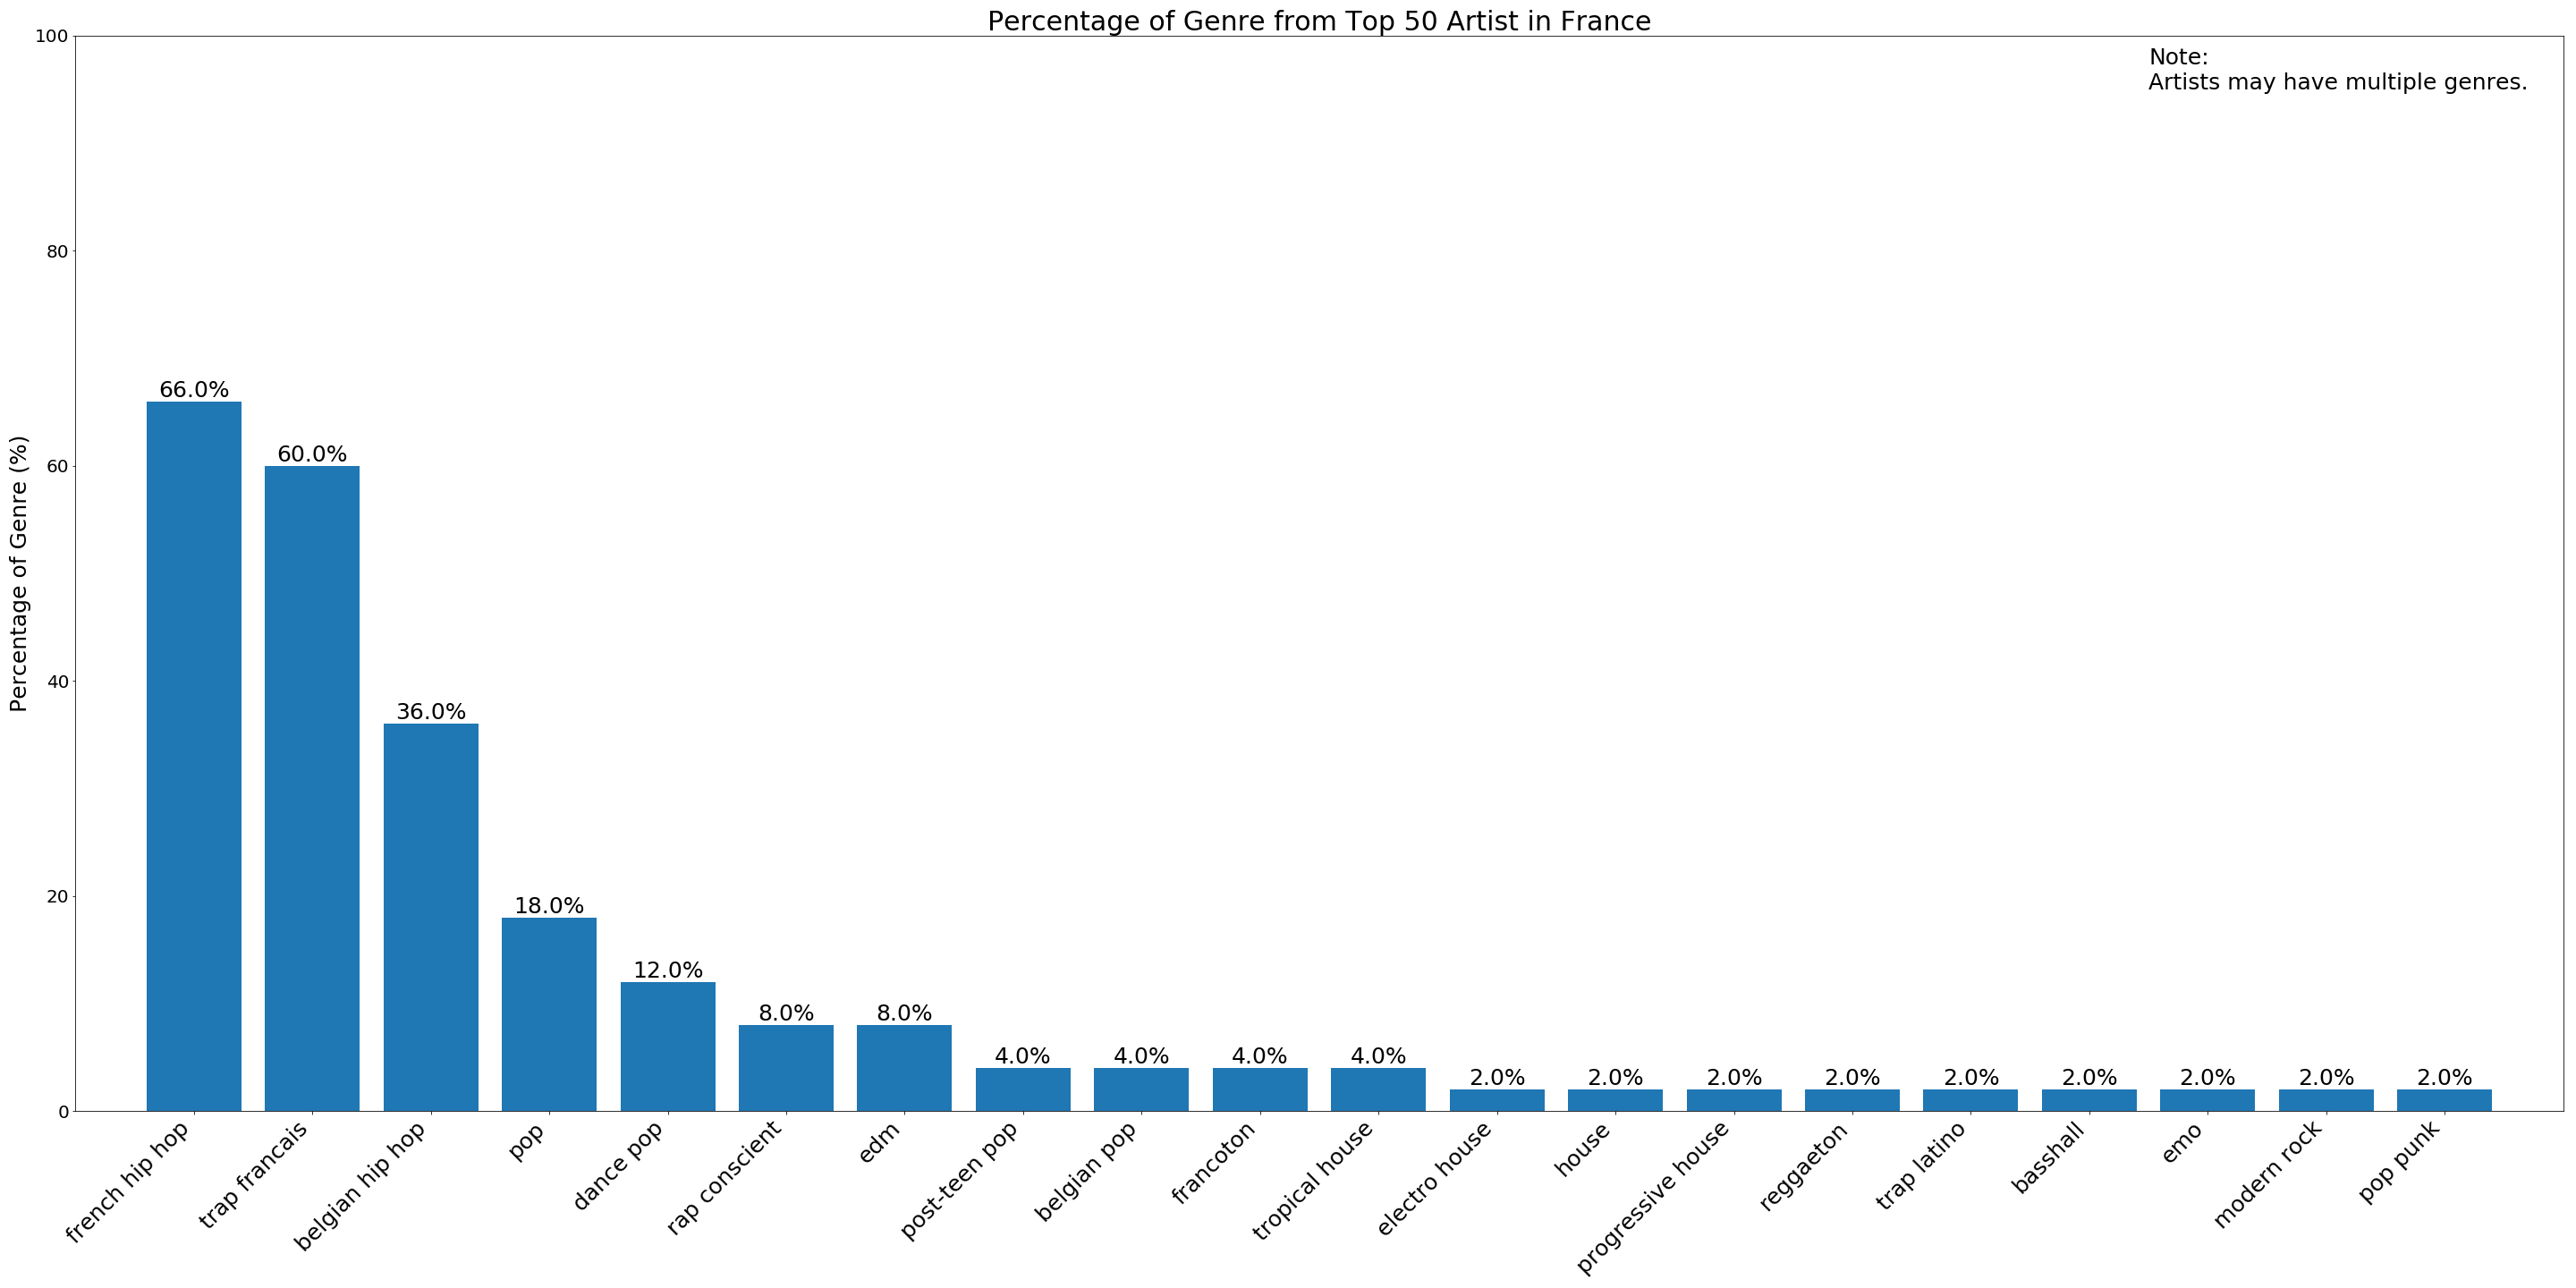 Percentage of Genre from Top 50 Artist in France
Note:
Artists may have multiple genres.
Percentage of Genre (%)
100
80
60
40
20
0
66.0%
60.0%
36.0%
18.0%
12.0%
8.0%
8.0%
4.0%
4.0%
4.0%
4.0%
2.0%
2.0%
2.0%
2.0%
2.0%
2.0%
2.0%
2.0%
2.0%
french hip hop
trap francais
belgian hip hop
pop
dance pop
rap conscient
edm
post-teen pop
belgian pop
francoton
tropical house
electro house
house
progressive house
reggaeton
trap latino
basshall
emo
modern rock
pop punk